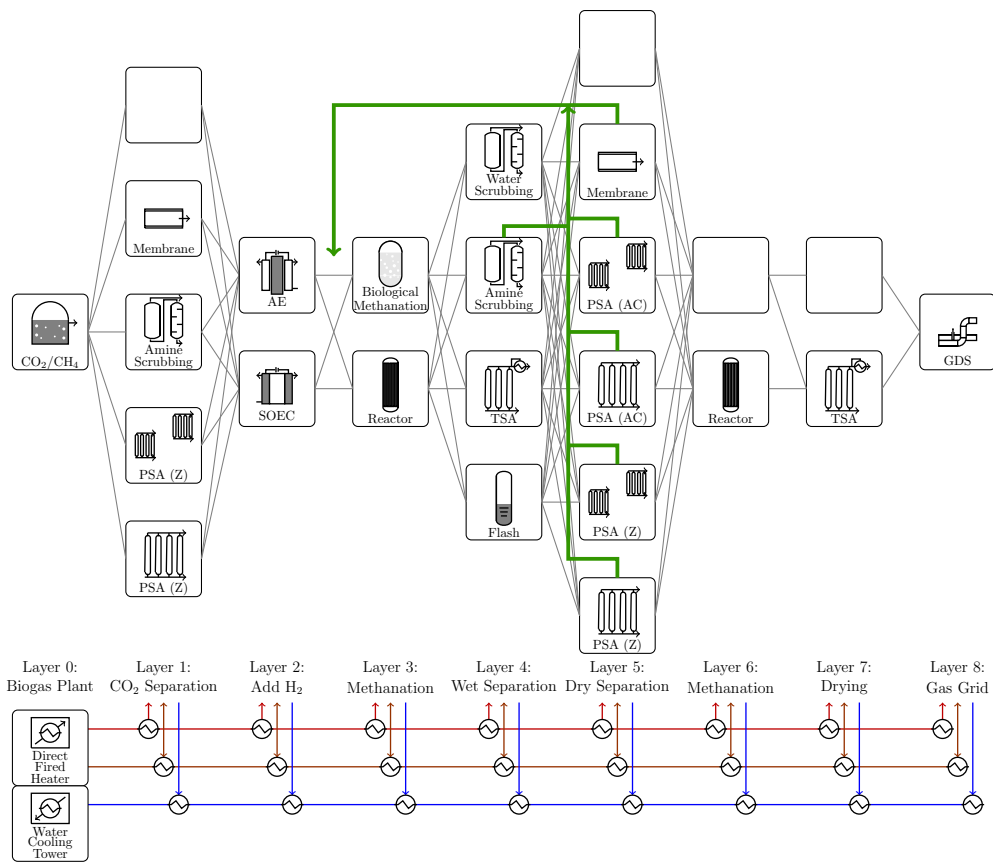 CO₂/CH₄
Membrane
Amine
Scrubbing
PSA (Z)
PSA (Z)
AE
SOEC
Biological
Methanation
Reactor
Water
Scrubbing
Amine
Scrubbing
TSA
Flash
Membrane
PSA (AC)
PSA (AC)
PSA (Z)
PSA (Z)
Reactor
TSA
GDS
Layer 0:
Biogas Plant
Layer 1:
CO₂ Separation
Layer 2:
Add H₂
Layer 3:
Methanation
Layer 4:
Wet Separation
Layer 5:
Dry Separation
Layer 6:
Methanation
Layer 7:
Drying
Layer 8:
Gas Grid
Direct
Fired
Heater
Water
Cooling
Tower